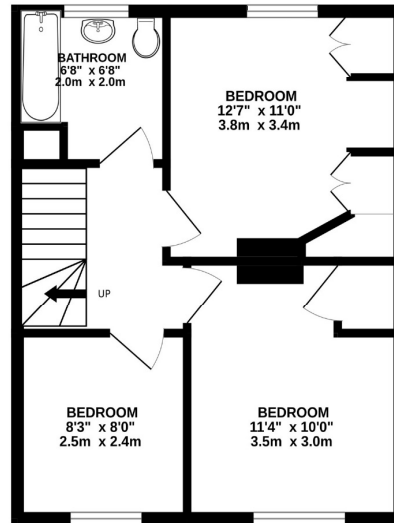 BATHROOM
6'8" x 6'8"
2.0m x 2.0m
BEDROOM
12'7" x 11'0"
3.8m x 3.4m
UP
BEDROOM
8'3" x 8'0"
2.5m x 2.4m
BEDROOM
11'4" x 10'0"
3.5m x 3.0m